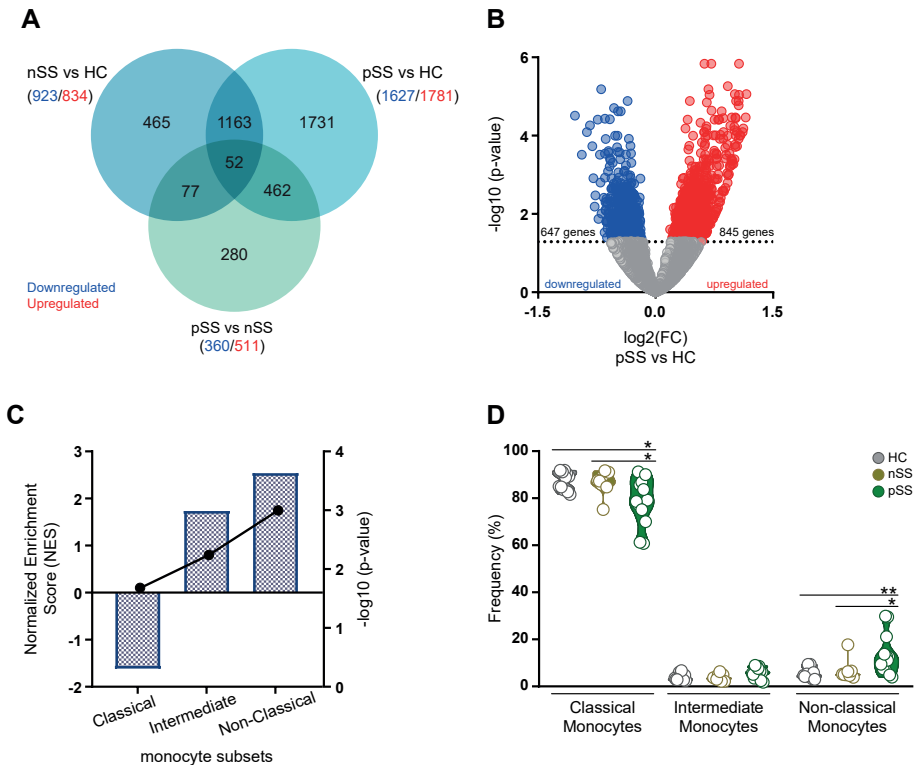 A
nSS vs HC
(923/834)
pSS vs HC
(1627/1781)
465
1163
1731
52
77
462
280
Downregulated
Upregulated
pSS vs nSS
(360/511)
B
-log10 (p-value)
6
4
2
0
647 genes
845 genes
downregulated
upregulated
-1.5
0.0
1.5
log2(FC)
pSS vs HC
C
Normalized Enrichment
Score (NES)
3
2
1
0
-1
-2
4
3
2
1
0
-log10 (p-value)
Classical
Intermediate
Non-Classical
monocyte subsets
D
Frequency (%)
100
80
60
40
20
0
*
*
**
*
HC
nSS
pSS
Classical
Monocytes
Intermediate
Monocytes
Non-classical
Monocytes